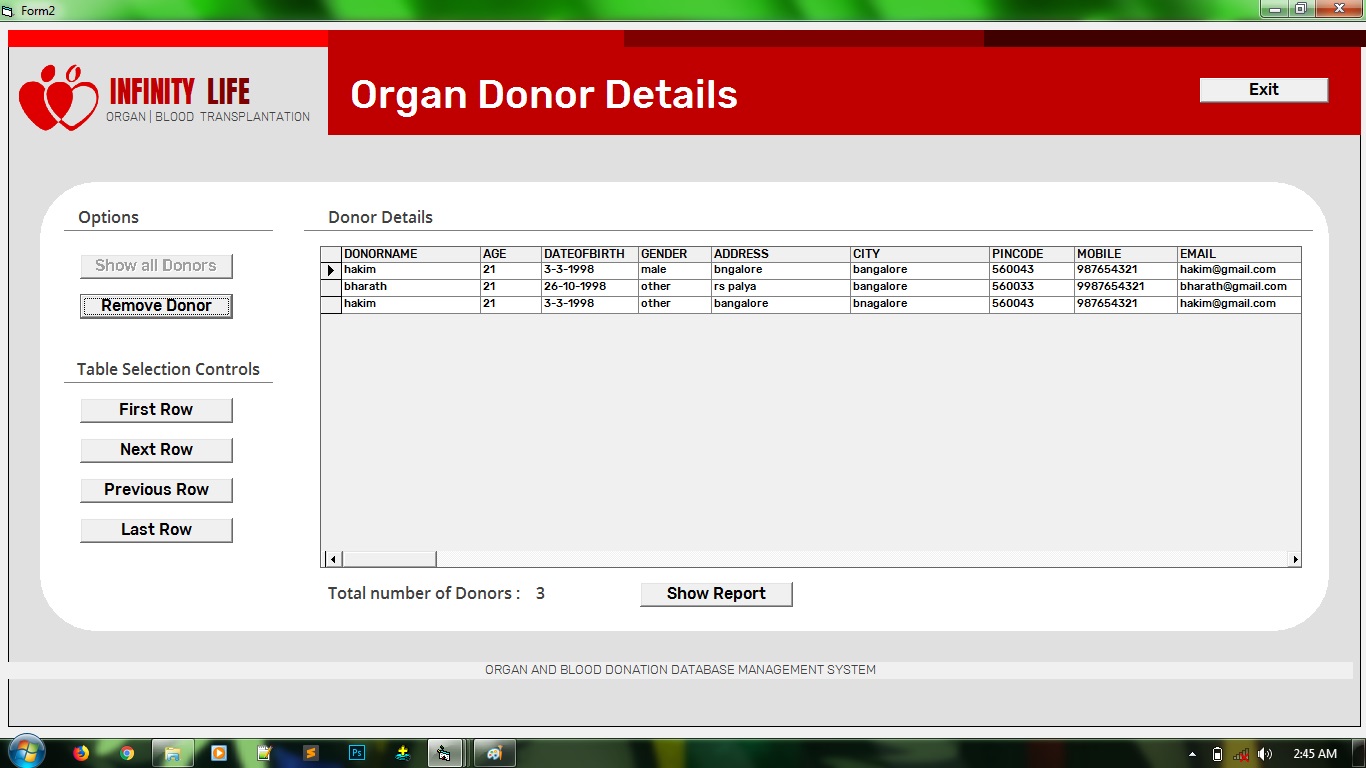 Form2
INFINITY LIFE
ORGAN | BLOOD TRANSPLANTATION
Organ Donor Details
Exit
Options
Show all Donors
Remove Donor
Table Selection Controls
First Row
Next Row
Previous Row
Last Row
Donor Details
DONORNAME AGE DATEOFBIRTH GENDER ADDRESS CITY PINCODE MOBILE EMAIL
hakim 21 3-3-1998 male bngalore bangalore 560043 987654321 hakim@gmail.com
bharath 21 26-10-1998 other rs palya bangalore 560033 9987654321 bharath@gmail.com
hakim 21 3-3-1998 other bangalore bnagalore 560043 987654321 hakim@gmail.com
Total number of Donors : 3
Show Report
ORGAN AND BLOOD DONATION DATABASE MANAGEMENT SYSTEM
Ps
2:45 AM